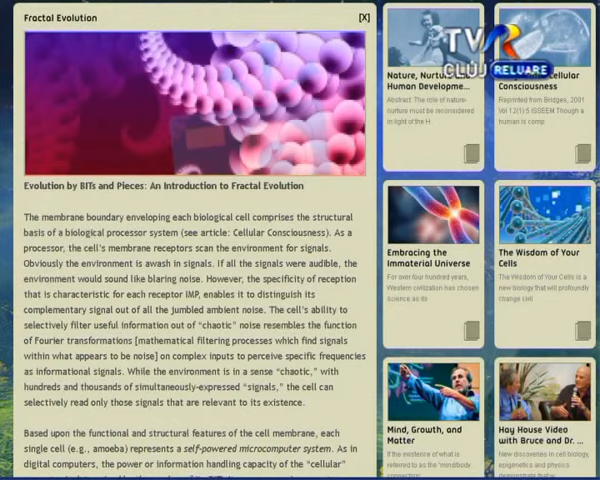 Fractal Evolution
[X]
Evolution by BITs and Pieces: An Introduction to Fractal Evolution
The membrane boundary enveloping each biological cell comprises the structural
basis of a biological processor system (see article: Cellular Consciousness). As a
processor, the cell's membrane receptors scan the environment for signals.
Obviously the environment is awash in signals. If all the signals were audible, the
environment would sound like blaring noise. However, the specificity of reception
that is characteristic for each receptor IMP, enables it to distinguish its
complementary signal out of all the jumbled ambient noise. The cell's ability to
selectively filter useful information out of "chaotic" noise resembles the function
of Fourier transformations [mathematical filtering processes which find signals
within what appears to be noise] on complex inputs to perceive specific frequencies
as informational signals. While the environment is in a sense "chaotic," with
hundreds and thousands of simultaneously-expressed "signals," the cell can
selectively read only those signals that are relevant to its existence.
Based upon the functional and structural features of the cell membrane, each
single cell (e.g., amoeba) represents a self-powered microcomputer system. As in
digital computers, the power or information handling capacity of the "cellular"
TVR
CLUJ RELUARE
Nature, Nurture
Human Developme...
Abstract: The role of nature-
nurture must be reconsidered
in light of the H
Cellular
Consciousness
Reprinted from Bridges, 2001
Vol 12(1):5 ISSEEM Though a
human is comp
Embracing the
Immaterial Universe
For over four hundred years,
Western civilization has chosen
science as its
The Wisdom of Your
Cells
The Wisdom of Your Cells is a
new biology that will profoundly
change civil
Mind, Growth, and
Matter
If the existence of what is
referred to as the 'mindbody
Hay House Video
with Bruce and Dr. ...
New discoveries in cell biology,
epigenetics and physics